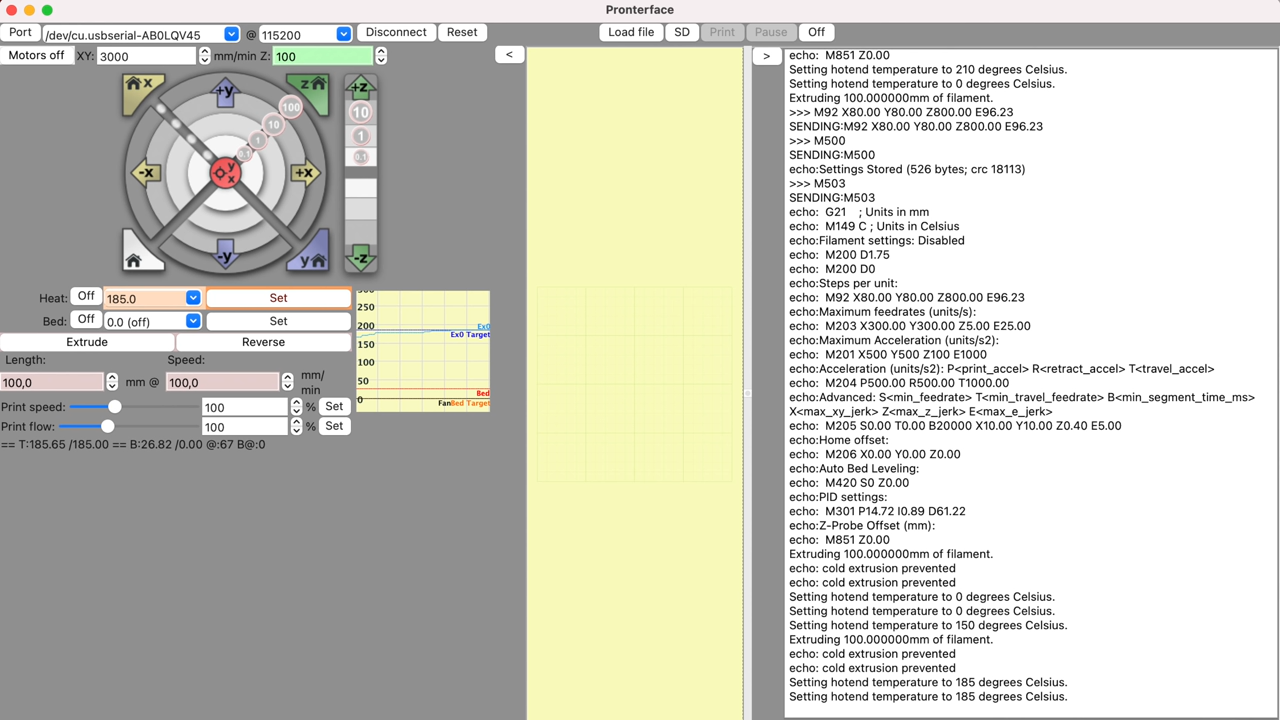 Pronterface
Port /dev/cu.usbserial-AB0LQV45 @ 115200 Disconnect Reset Load file SD Print Pause Off
Motors off XY: 3000 mm/min Z: 100 < >
x z
+y 100
10
1
0.1
-x y x +x
-y y
+z
10
1
0.1
-z
Heat: Off 185.0 Set
Bed: Off 0.0 (off) Set
Extrude Reverse
Length: Speed:
100,0 mm @ 100,0 mm/
min
Print speed: 100 % Set
Print flow: 100 % Set
== T:185.65 /185.00 == B:26.82 /0.00 @:67 B@:0
300
250
200 Ex0
Ex0 Target
150
100
50
Bed
0 Fan Bed Target
echo:  M851 Z0.00
Setting hotend temperature to 210 degrees Celsius.
Setting hotend temperature to 0 degrees Celsius.
Extruding 100.000000mm of filament.
>>> M92 X80.00 Y80.00 Z800.00 E96.23
SENDING:M92 X80.00 Y80.00 Z800.00 E96.23
>>> M500
SENDING:M500
echo:Settings Stored (526 bytes; crc 18113)
>>> M503
SENDING:M503
echo:  G21    ; Units in mm
echo:  M149 C ; Units in Celsius
echo:Filament settings: Disabled
echo:  M200 D1.75
echo:  M200 D0
echo:Steps per unit:
echo:  M92 X80.00 Y80.00 Z800.00 E96.23
echo:Maximum feedrates (units/s):
echo:  M203 X300.00 Y300.00 Z5.00 E25.00
echo:Maximum Acceleration (units/s2):
echo:  M201 X500 Y500 Z100 E1000
echo:Acceleration (units/s2): P<print_accel> R<retract_accel> T<travel_accel>
echo:  M204 P500.00 R500.00 T1000.00
echo:Advanced: S<min_feedrate> T<min_travel_feedrate> B<min_segment_time_ms>
X<max_xy_jerk> Z<max_z_jerk> E<max_e_jerk>
echo:  M205 S0.00 T0.00 B20000 X10.00 Y10.00 Z0.40 E5.00
echo:Home offset:
echo:  M206 X0.00 Y0.00 Z0.00
echo:Auto Bed Leveling:
echo:  M420 S0 Z0.00
echo:PID settings:
echo:  M301 P14.72 I0.89 D61.22
echo:Z-Probe Offset (mm):
echo:  M851 Z0.00
Extruding 100.000000mm of filament.
echo: cold extrusion prevented
echo: cold extrusion prevented
Setting hotend temperature to 0 degrees Celsius.
Setting hotend temperature to 0 degrees Celsius.
Setting hotend temperature to 150 degrees Celsius.
Extruding 100.000000mm of filament.
echo: cold extrusion prevented
echo: cold extrusion prevented
Setting hotend temperature to 185 degrees Celsius.
Setting hotend temperature to 185 degrees Celsius.